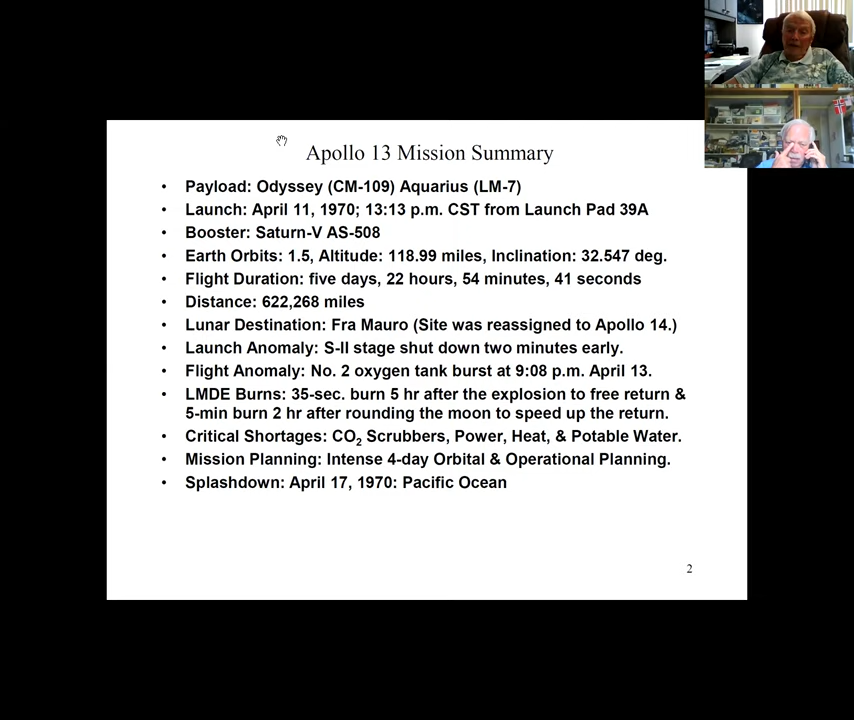 Apollo 13 Mission Summary
• Payload: Odyssey (CM-109) Aquarius (LM-7)
• Launch: April 11, 1970; 13:13 p.m. CST from Launch Pad 39A
• Booster: Saturn-V AS-508
• Earth Orbits: 1.5, Altitude: 118.99 miles, Inclination: 32.547 deg.
• Flight Duration: five days, 22 hours, 54 minutes, 41 seconds
• Distance: 622,268 miles
• Lunar Destination: Fra Mauro (Site was reassigned to Apollo 14.)
• Launch Anomaly: S-II stage shut down two minutes early.
• Flight Anomaly: No. 2 oxygen tank burst at 9:08 p.m. April 13.
• LMDE Burns: 35-sec. burn 5 hr after the explosion to free return &
5-min burn 2 hr after rounding the moon to speed up the return.
• Critical Shortages: CO₂ Scrubbers, Power, Heat, & Potable Water.
• Mission Planning: Intense 4-day Orbital & Operational Planning.
• Splashdown: April 17, 1970: Pacific Ocean
2